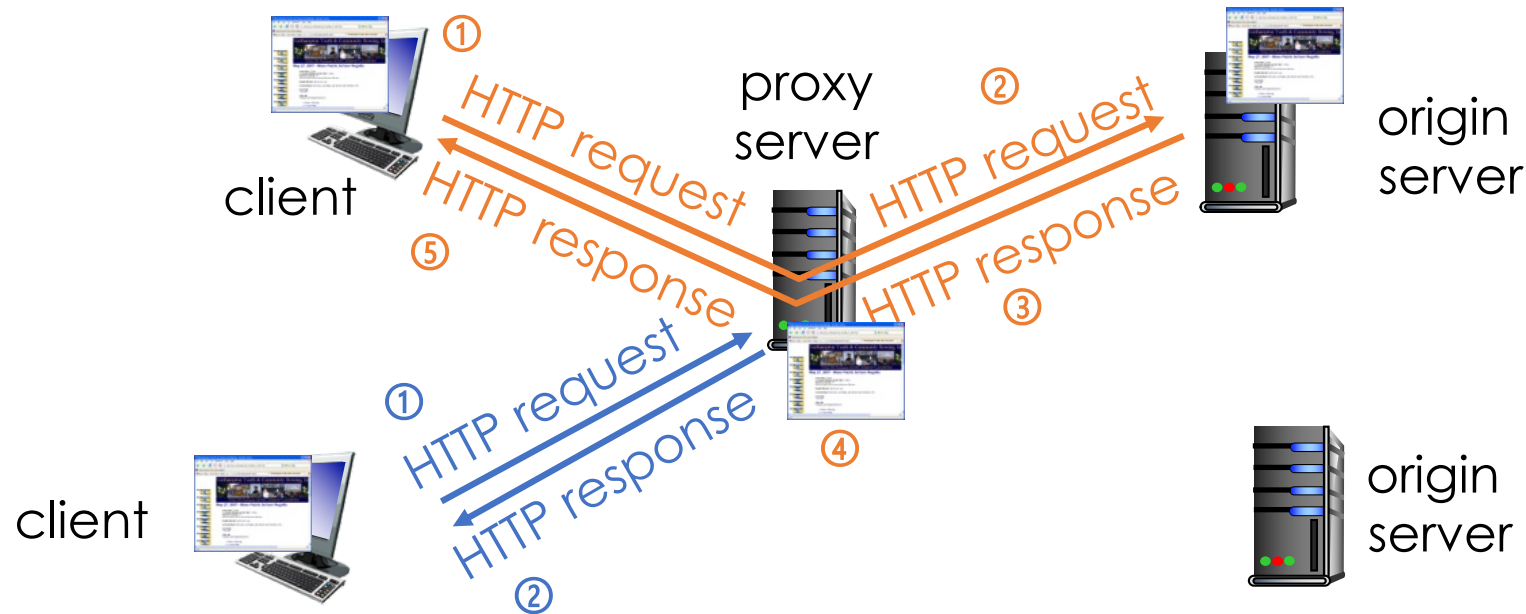 ①
HTTP request
client
HTTP response
⑤
proxy
server
②
HTTP request
HTTP response
③
origin
server
④
①
HTTP request
HTTP response
②
client
origin
server